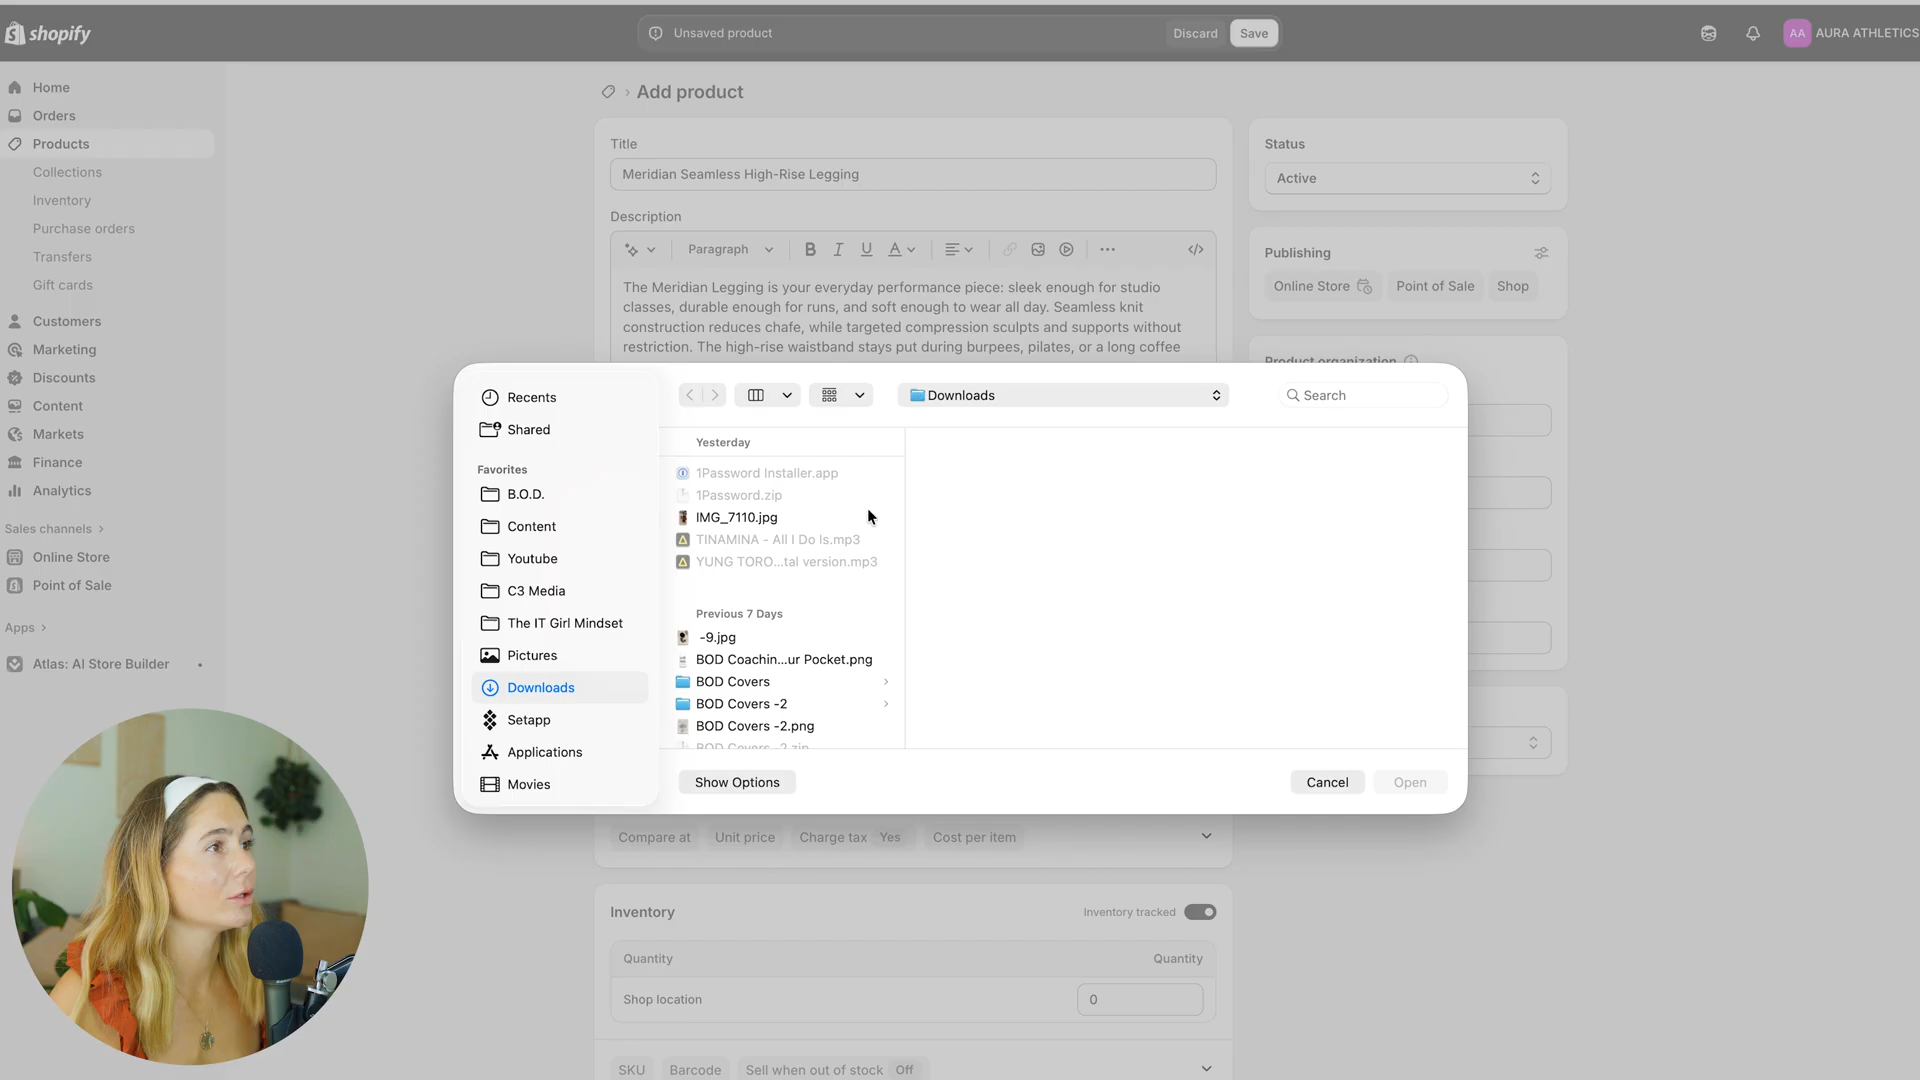 shopify
Unsaved product
Discard
Save
AA
AURA ATHLETICS
Home
Orders
Products
Collections
Inventory
Purchase orders
Transfers
Gift cards
Customers
Marketing
Discounts
Content
Markets
Finance
Analytics
Sales channels
Online Store
Point of Sale
Apps
Atlas: AI Store Builder
Add product
Title
Meridian Seamless High-Rise Legging
Description
Paragraph
The Meridian Legging is your everyday performance piece: sleek enough for studio
classes, durable enough for runs, and soft enough to wear all day. Seamless knit
construction reduces chafe, while targeted compression sculpts and supports without
restriction. The high-rise waistband stays put during burpees, pilates, or a long coffee
Status
Active
Publishing
Online Store
Point of Sale
Shop
Product organization
Recents
Shared
Favorites
B.O.D.
Content
Youtube
C3 Media
The IT Girl Mindset
Pictures
Downloads
Setapp
Applications
Movies
Downloads
Search
Yesterday
1Password Installer.app
1Password.zip
IMG_7110.jpg
TINAMINA - All I Do Is.mp3
YUNG TORO...tal version.mp3
Previous 7 Days
-9.jpg
BOD Coachin...ur Pocket.png
BOD Covers
BOD Covers -2
BOD Covers -2.png
BOD Covers -2.zip
Show Options
Cancel
Open
Compare at
Unit price
Charge tax Yes
Cost per item
Inventory
Inventory tracked
Quantity
Quantity
Shop location
0
SKU
Barcode
Sell when out of stock Off